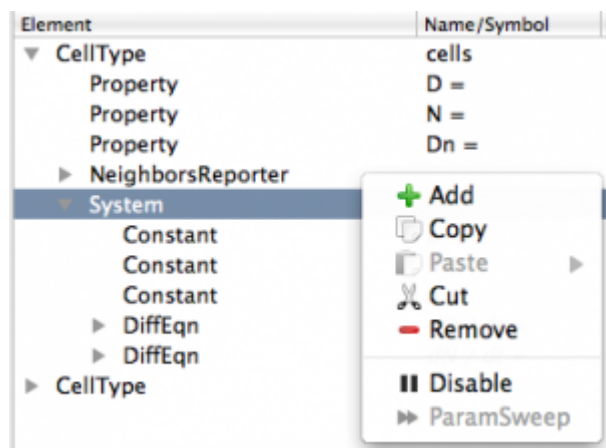 Element Name/Symbol
CellType cells
Property D =
Property N =
Property Dn =
NeighborsReporter
System
Add
Constant
Copy
Constant
Paste
Constant
Cut
DiffEqn
Remove
DiffEqn
CellType
Disable
ParamSweep